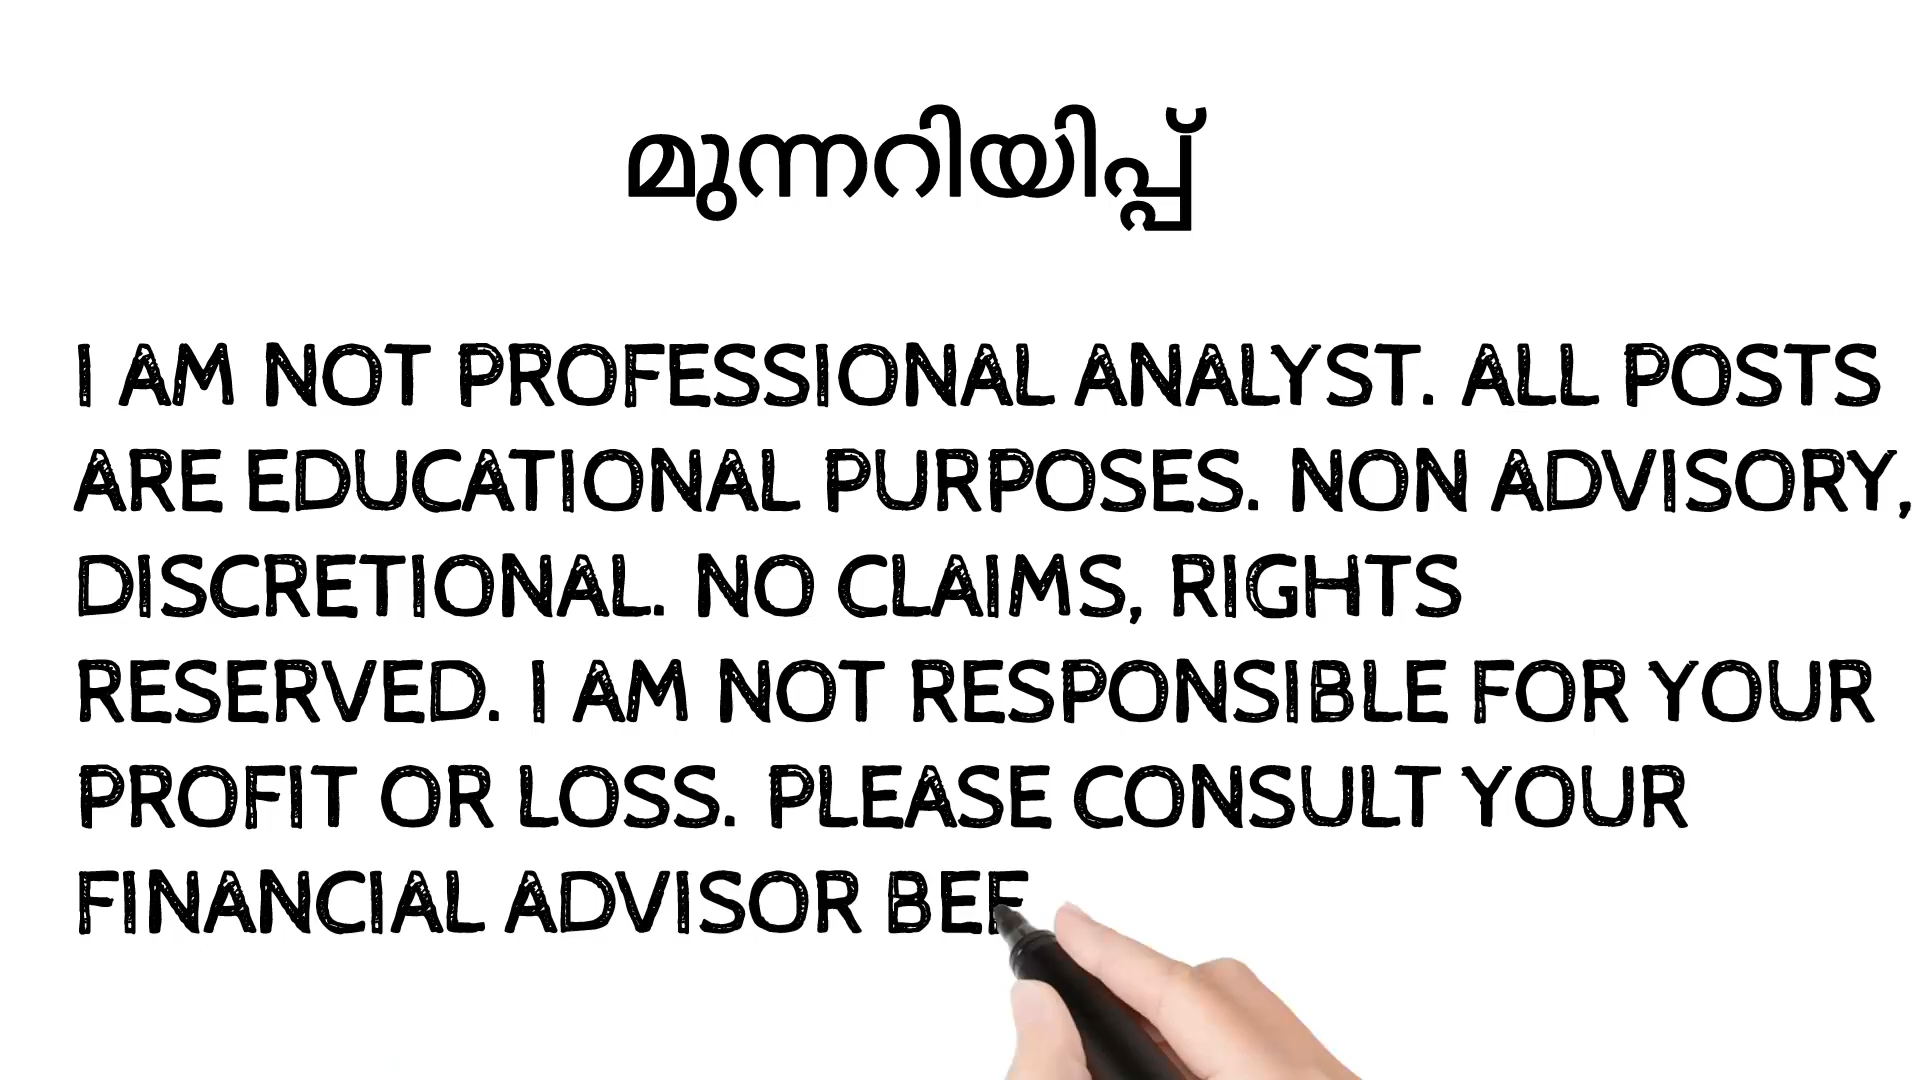 മുന്നറിയിപ്പ്
I AM NOT PROFESSIONAL ANALYST. ALL POSTS
ARE EDUCATIONAL PURPOSES. NON ADVISORY,
DISCRETIONAL. NO CLAIMS, RIGHTS
RESERVED. I AM NOT RESPONSIBLE FOR YOUR
PROFIT OR LOSS. PLEASE CONSULT YOUR
FINANCIAL ADVISOR BEF